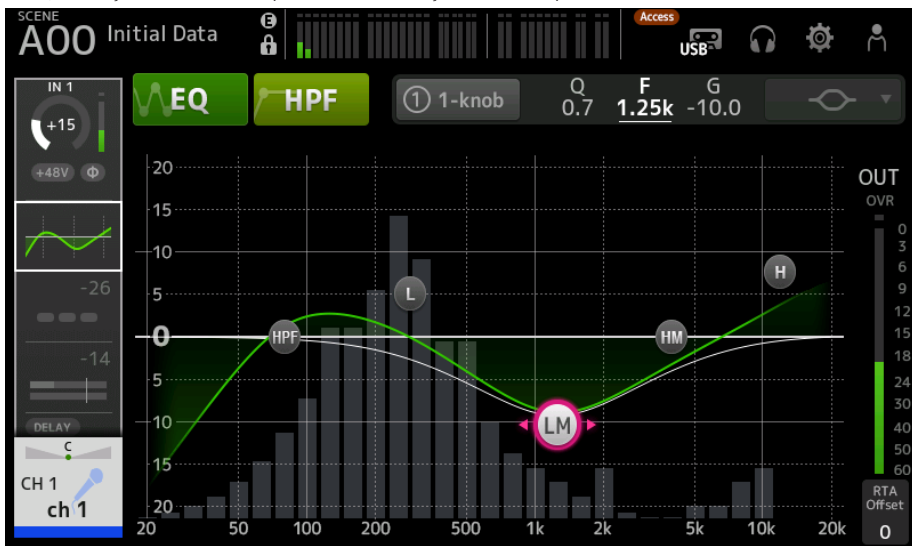 SCENE
A00 Initial Data
E
Access
USB
IN 1
+15
+48V Φ
EQ
HPF
1 1-knob
Q F G
0.7 1.25k -10.0
-26
-14
DELAY
C
CH 1
ch 1
20
15
10
5
0
5
10
15
20
HPF
L
LM
HM
H
20 50 100 200 500 1k 2k 5k 10k 20k
OUT
OVR
0
3
6
9
12
15
18
24
30
40
50
60
RTA
Offset
0